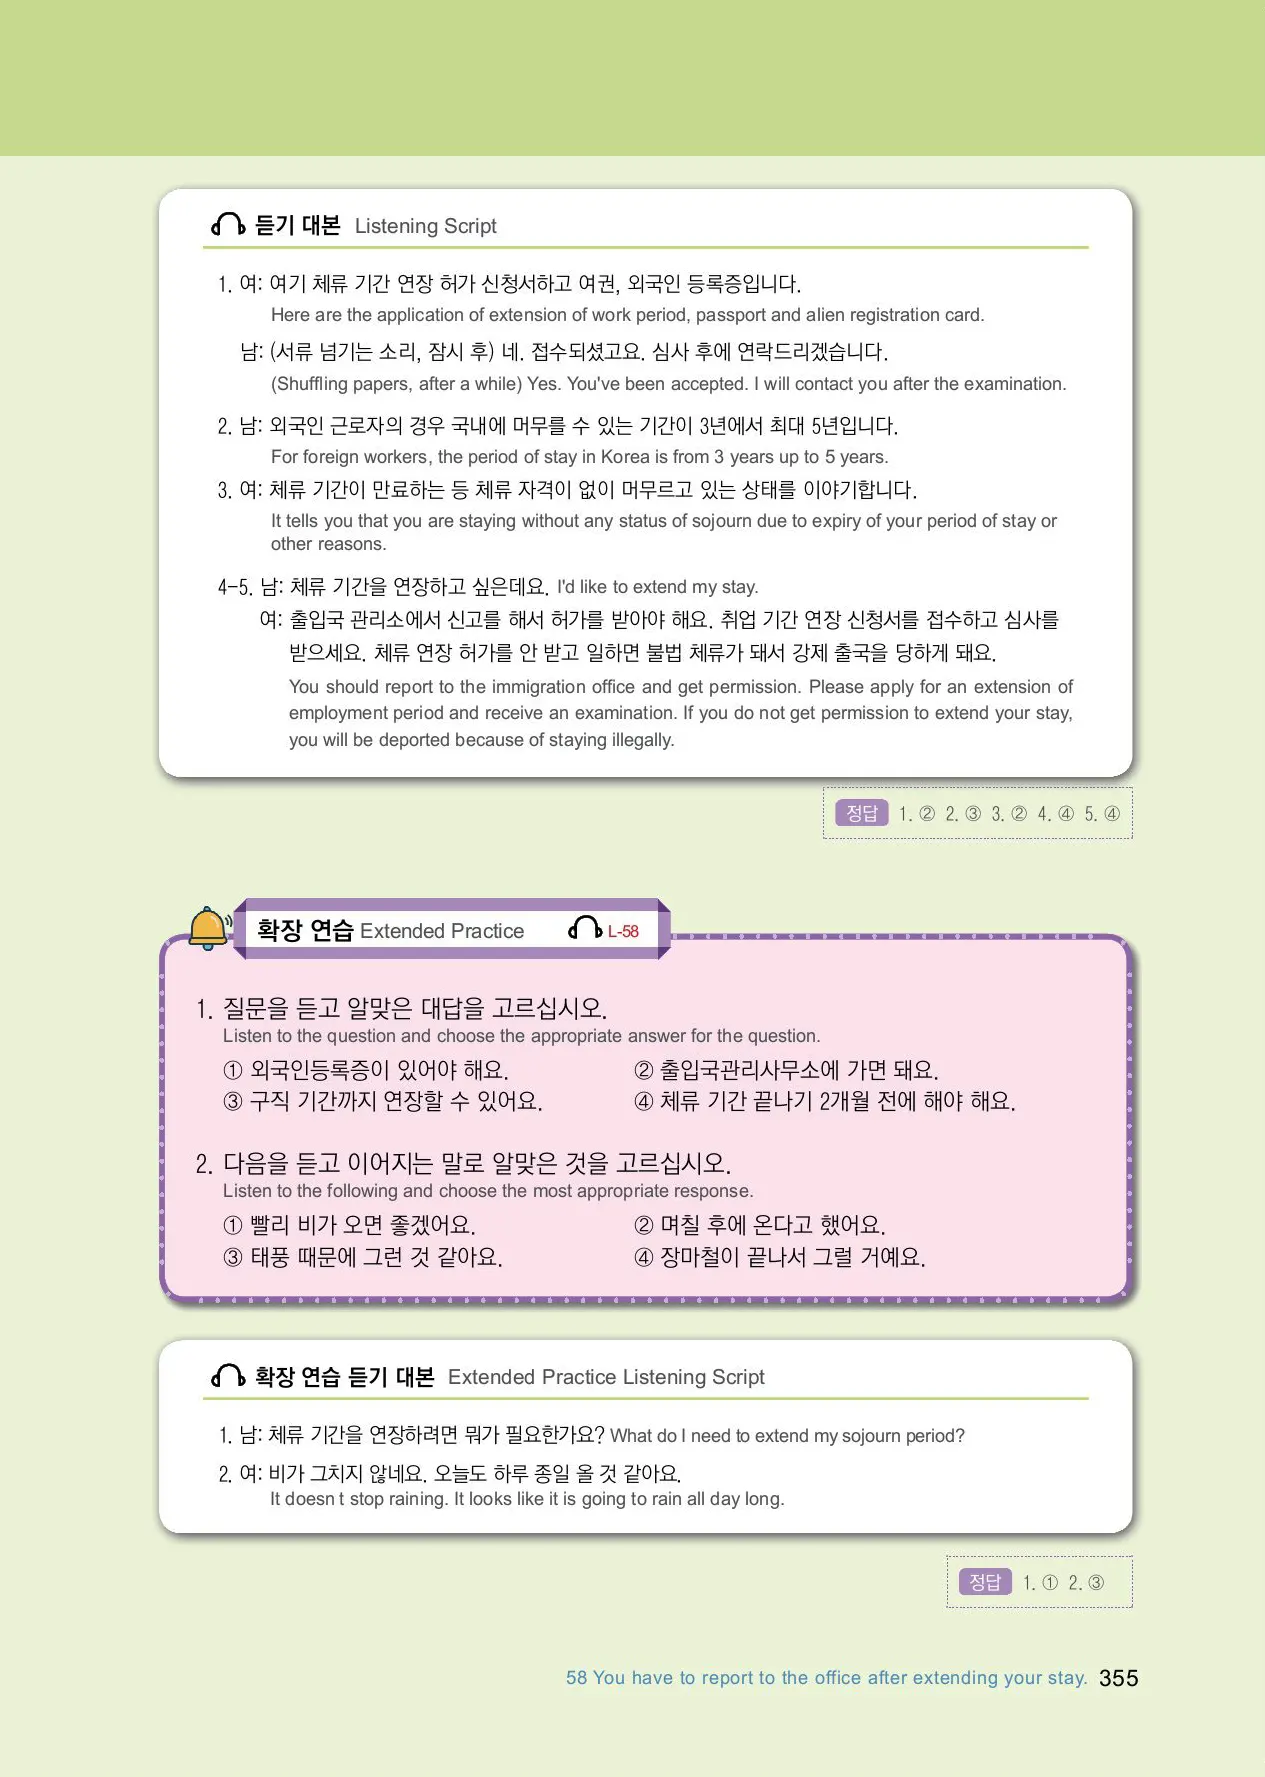 듣기 대본 Listening Script
1. 여: 여기 체류 기간 연장 허가 신청서하고 여권, 외국인 등록증입니다.
Here are the application of extension of work period, passport and alien registration card.
남: (서류 넘기는 소리, 잠시 후) 네. 접수되셨고요. 심사 후에 연락드리겠습니다.
(Shuffling papers, after a while) Yes. You've been accepted. I will contact you after the examination.
2. 남: 외국인 근로자의 경우 국내에 머무를 수 있는 기간이 3년에서 최대 5년입니다.
For foreign workers, the period of stay in Korea is from 3 years up to 5 years.
3. 여: 체류 기간이 만료하는 등 체류 자격이 없이 머무르고 있는 상태를 이야기합니다.
It tells you that you are staying without any status of sojourn due to expiry of your period of stay or
other reasons.
4-5. 남: 체류 기간을 연장하고 싶은데요. I'd like to extend my stay.
여: 출입국 관리소에서 신고를 해서 허가를 받아야 해요. 취업 기간 연장 신청서를 접수하고 심사를
받으세요. 체류 연장 허가를 안 받고 일하면 불법 체류가 돼서 강제 출국을 당하게 돼요.
You should report to the immigration office and get permission. Please apply for an extension of
employment period and receive an examination. If you do not get permission to extend your stay,
you will be deported because of staying illegally.
정답 1. ② 2. ③ 3. ② 4. ④ 5. ④
확장 연습 Extended Practice L-58
1. 질문을 듣고 알맞은 대답을 고르십시오.
Listen to the question and choose the appropriate answer for the question.
① 외국인등록증이 있어야 해요. ② 출입국관리사무소에 가면 돼요.
③ 구직 기간까지 연장할 수 있어요. ④ 체류 기간 끝나기 2개월 전에 해야 해요.
2. 다음을 듣고 이어지는 말로 알맞은 것을 고르십시오.
Listen to the following and choose the most appropriate response.
① 빨리 비가 오면 좋겠어요. ② 며칠 후에 온다고 했어요.
③ 태풍 때문에 그런 것 같아요. ④ 장마철이 끝나서 그럴 거예요.
확장 연습 듣기 대본 Extended Practice Listening Script
1. 남: 체류 기간을 연장하려면 뭐가 필요한가요? What do I need to extend my sojourn period?
2. 여: 비가 그치지 않네요. 오늘도 하루 종일 올 것 같아요.
It doesn t stop raining. It looks like it is going to rain all day long.
정답 1. ① 2. ③
58 You have to report to the office after extending your stay. 355